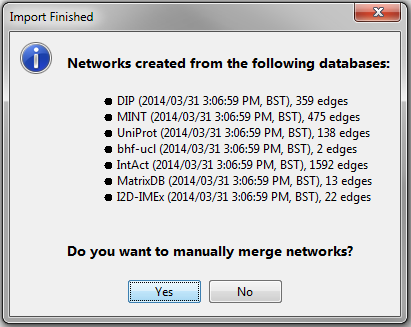 Import Finished
Networks created from the following databases:
● DIP (2014/03/31 3:06:59 PM, BST), 359 edges
● MINT (2014/03/31 3:06:59 PM, BST), 475 edges
● UniProt (2014/03/31 3:06:59 PM, BST), 138 edges
● bhf-ucl (2014/03/31 3:06:59 PM, BST), 2 edges
● IntAct (2014/03/31 3:06:59 PM, BST), 1592 edges
● MatrixDB (2014/03/31 3:06:59 PM, BST), 13 edges
● I2D-IMEx (2014/03/31 3:06:59 PM, BST), 22 edges
Do you want to manually merge networks?
Yes No